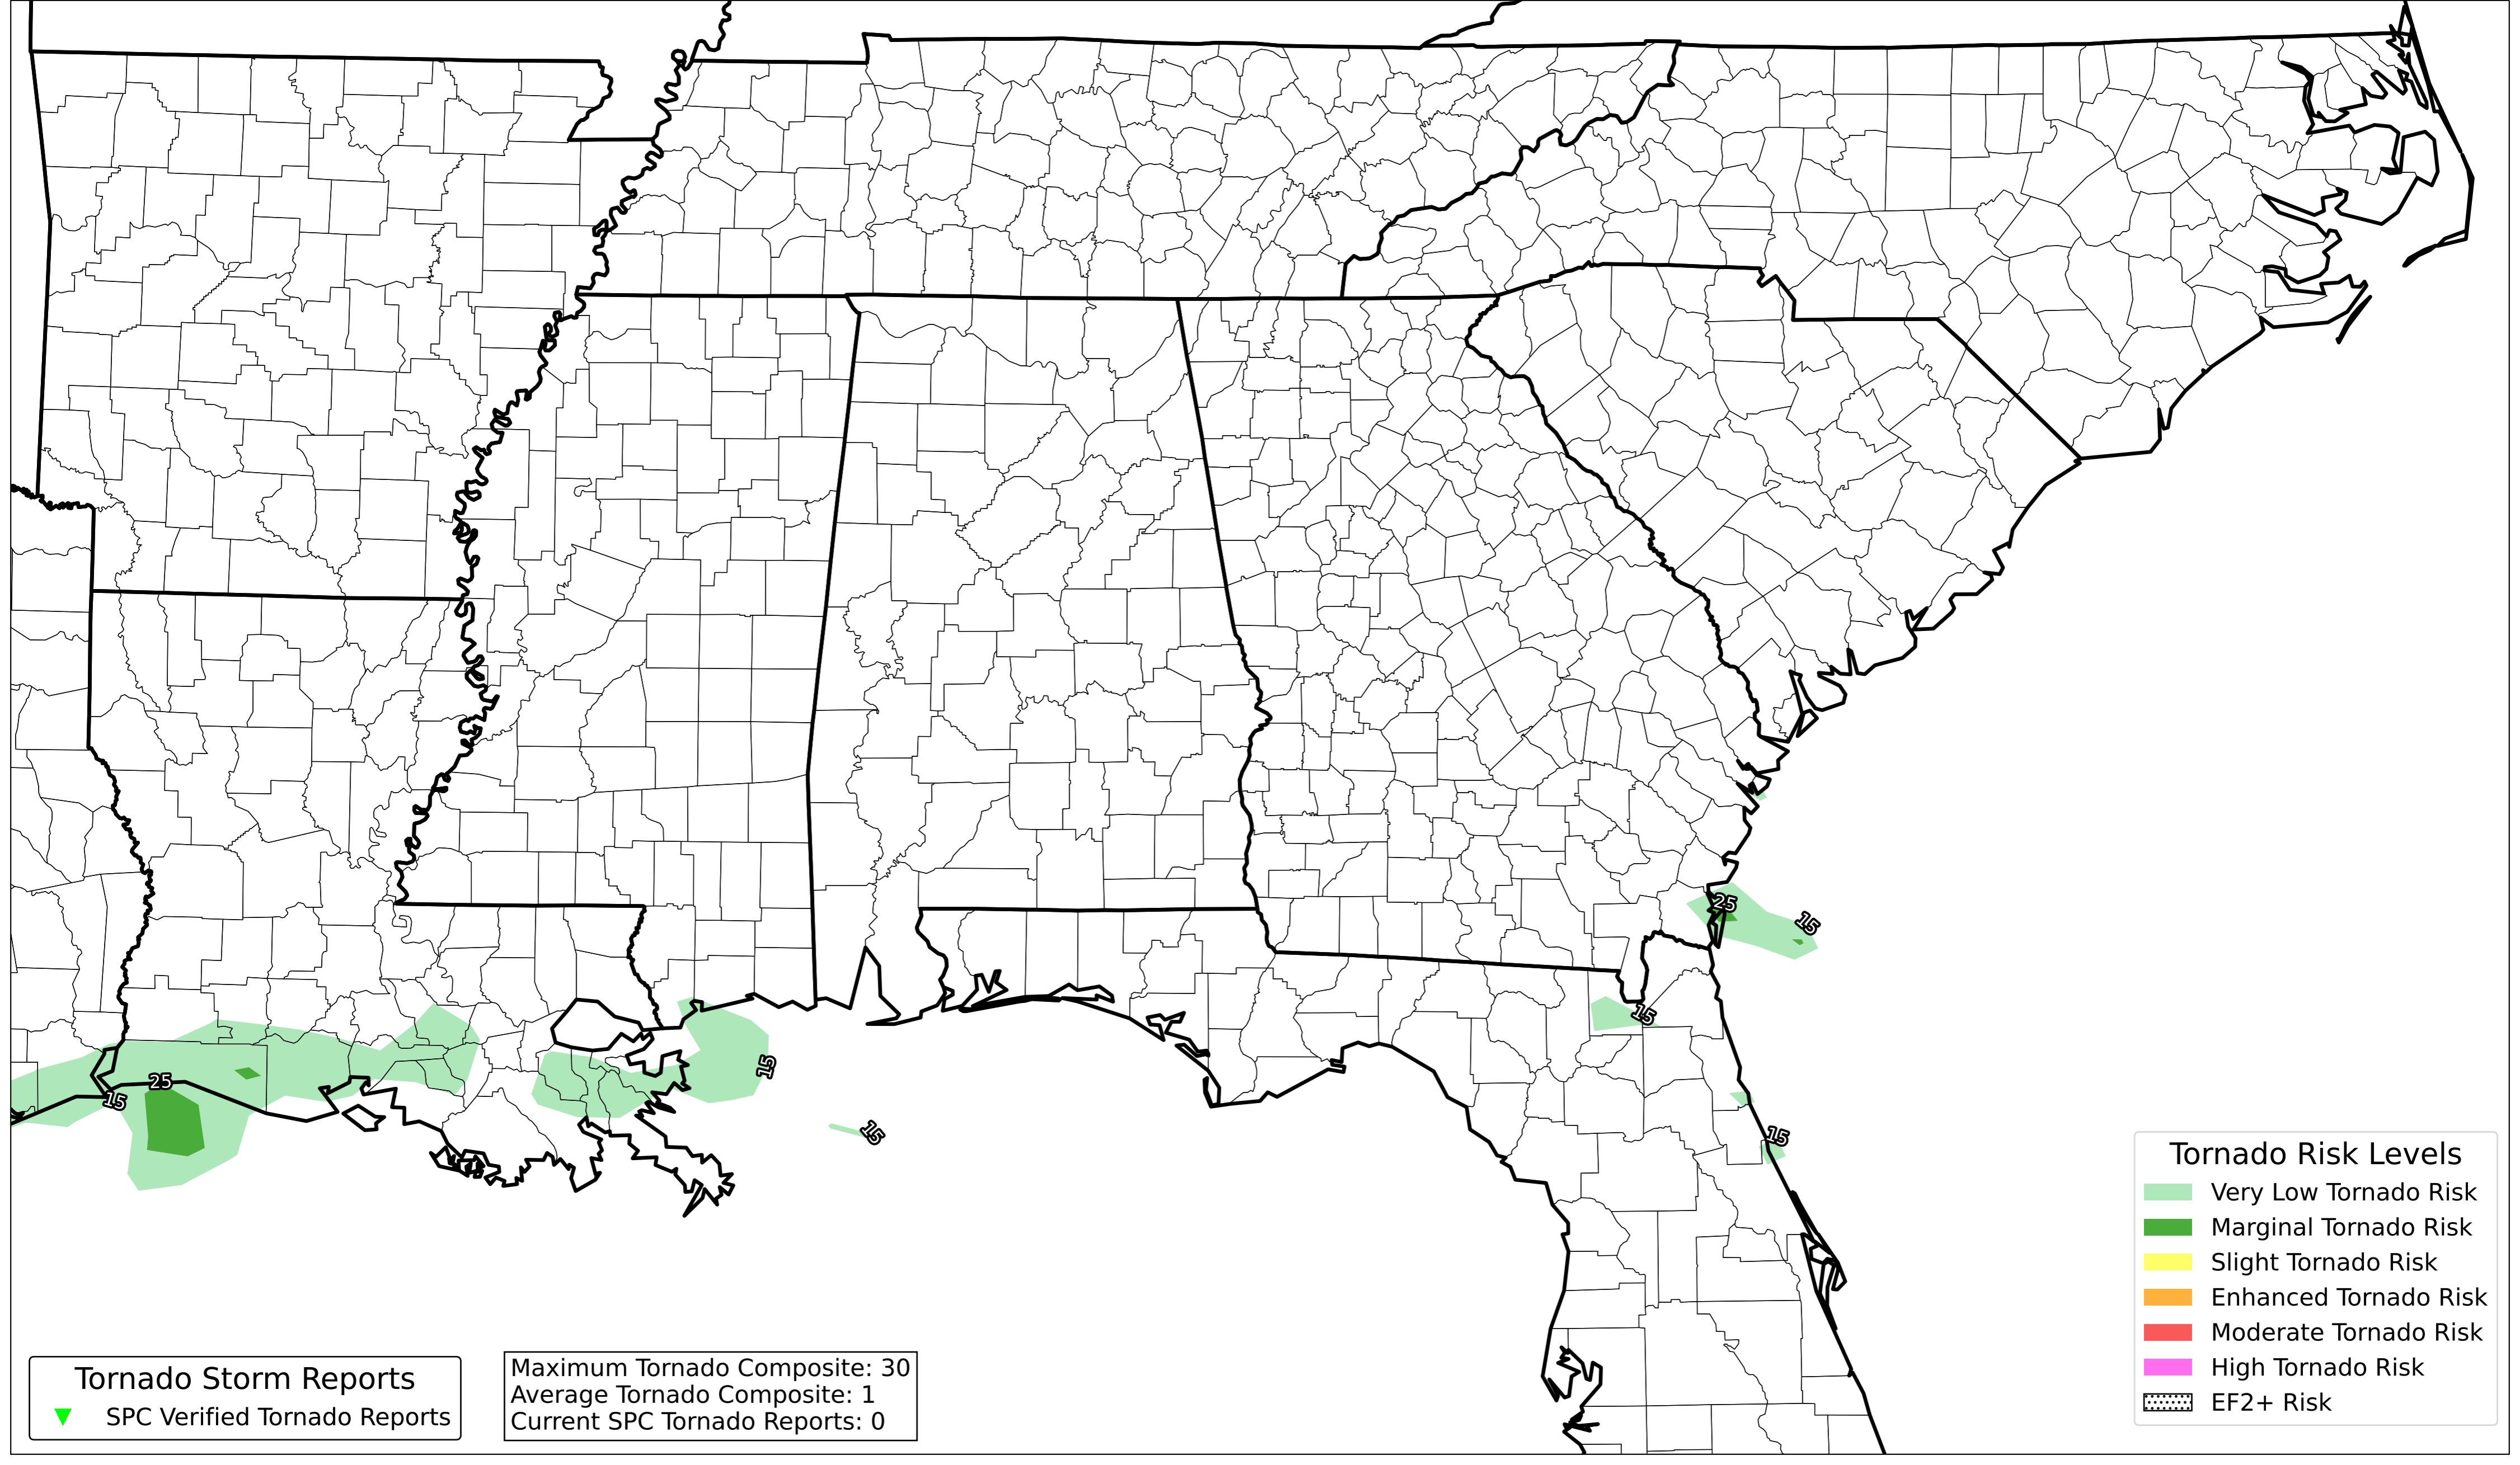 25
15
15
15
25
15
15
15
Tornado Risk Levels
Very Low Tornado Risk
Marginal Tornado Risk
Slight Tornado Risk
Enhanced Tornado Risk
Moderate Tornado Risk
High Tornado Risk
EF2+ Risk
Tornado Storm Reports
SPC Verified Tornado Reports
Maximum Tornado Composite: 30
Average Tornado Composite: 1
Current SPC Tornado Reports: 0